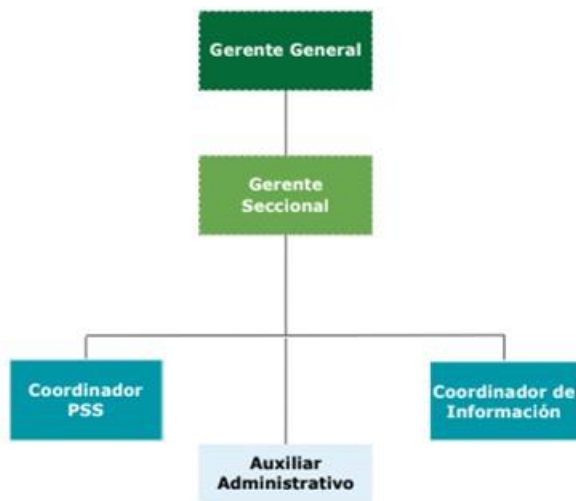 Gerente General
Gerente
Seccional
Coordinador
PSS
Coordinador de
Información
Auxiliar
Administrativo